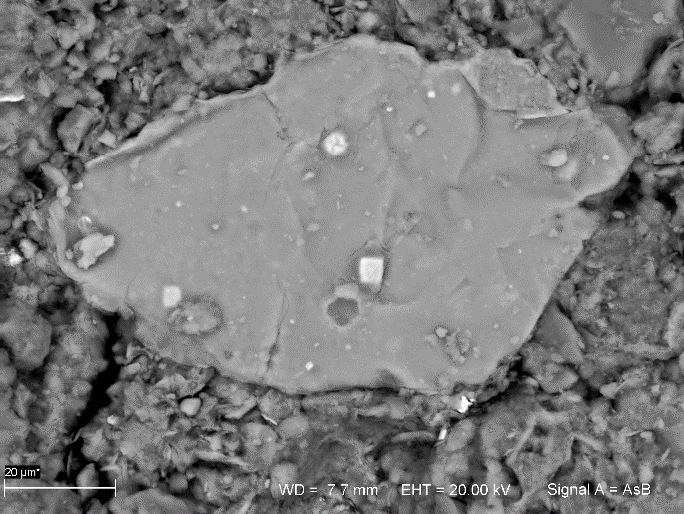 20 µm*
WD = 7.7 mm EHT = 20.00 kV Signal A = AsB